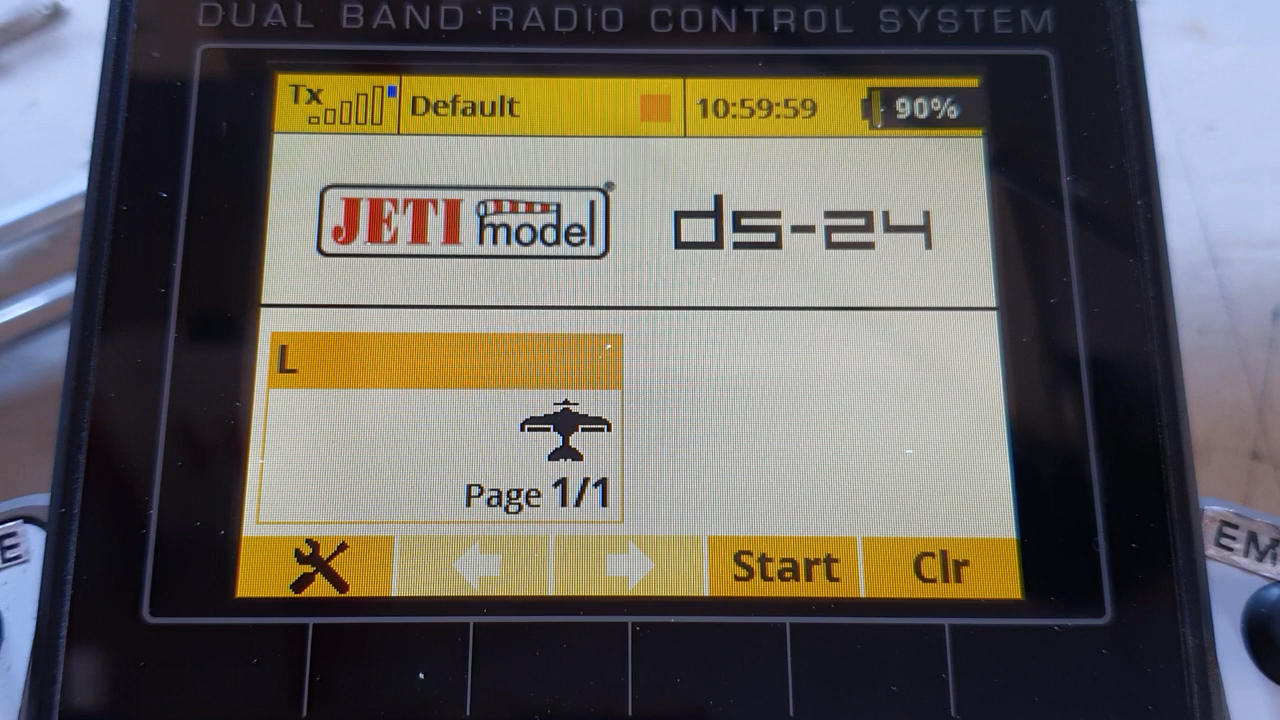 DUAL BAND RADIO CONTROL SYSTEM
Tx Default 10:59:59 90%
JETI model® ds-24
L
Page 1/1
Start Clr
E
EM